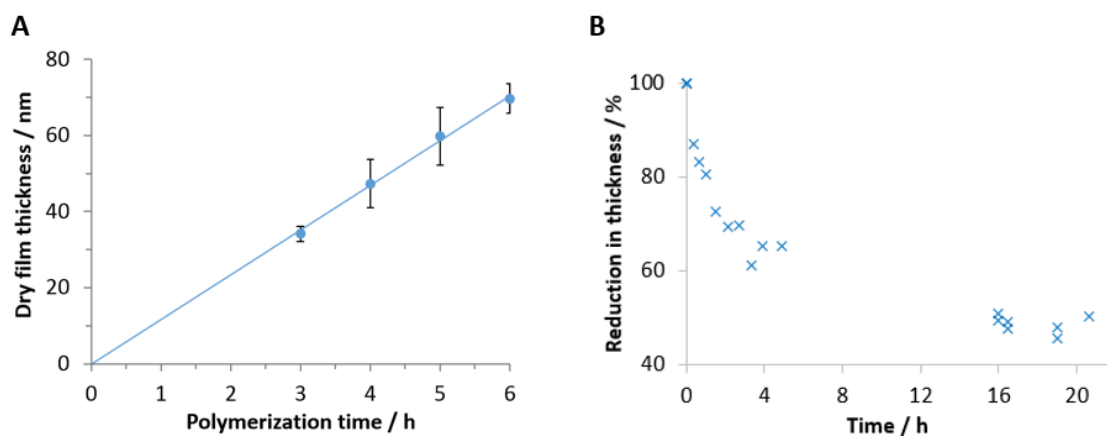 A
80
60
40
20
0
0 1 2 3 4 5 6
Dry film thickness / nm
Polymerization time / h
B
100
80
60
40
0 4 8 12 16 20
Reduction in thickness / %
Time / h